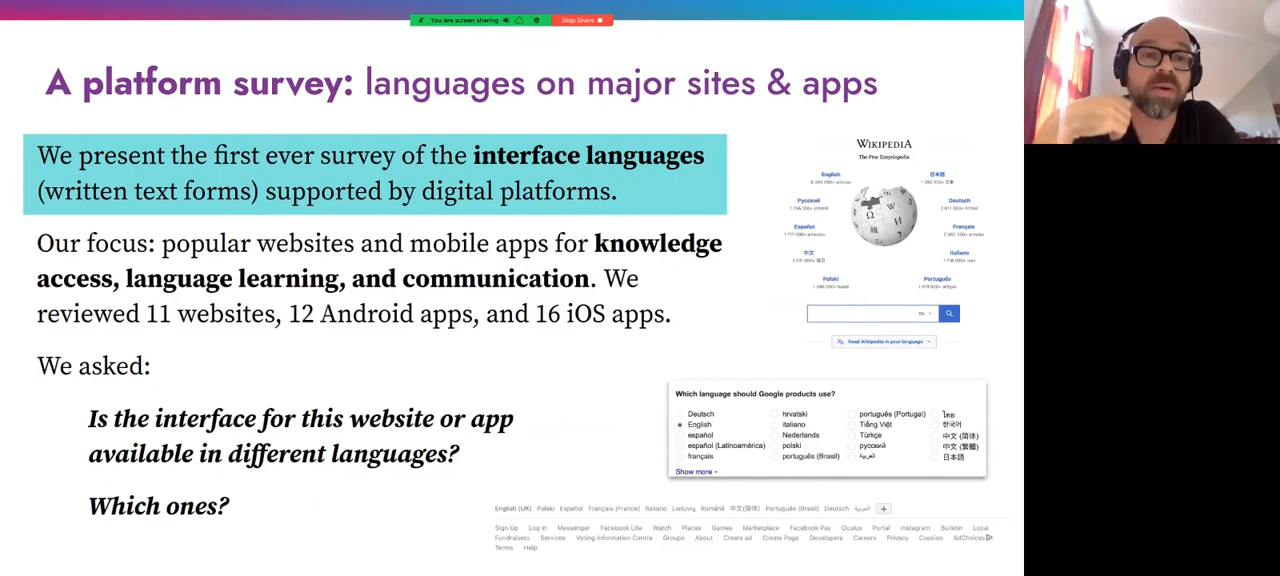 You are screen sharing
Stop Share
A platform survey: languages on major sites & apps
We present the first ever survey of the interface languages
(written text forms) supported by digital platforms.
Our focus: popular websites and mobile apps for knowledge
access, language learning, and communication. We
reviewed 11 websites, 12 Android apps, and 16 iOS apps.
We asked:
Is the interface for this website or app
available in different languages?
Which ones?
WIKIPEDIA
The Free Encyclopedia
English
日本語
Русский
Deutsch
Español
Français
中文
Italiano
Polski
Português
EN
Read Wikipedia in your language
Which language should Google products use?
Deutsch hrvatski português (Portugal) ไทย
English italiano Tiếng Việt 한국어
español Nederlands Türkçe 中文 (简体)
español (Latinoamérica) polski русский 中文 (繁體)
français português (Brasil) العربية 日本語
Show more
English (UK) Polski Español Français (France) Italiano Lietuvių Română 中文(简体) Português (Brasil) Deutsch العربية +
Sign Up Log In Messenger Facebook Lite Watch Places Games Marketplace Facebook Pay Oculus Portal Instagram Bulletin Local
Fundraisers Services Voting Information Centre Groups About Create ad Create Page Developers Careers Privacy Cookies AdChoices
Terms Help